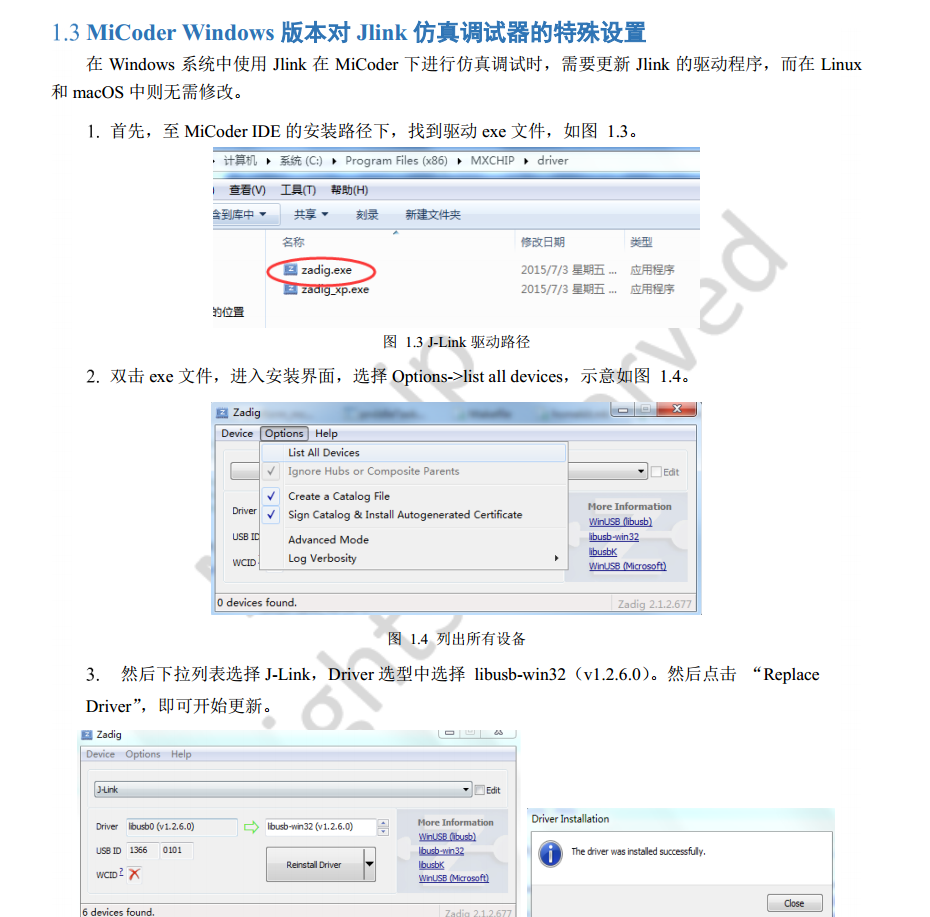 1.3 MiCoder Windows 版本对 Jlink 仿真调试器的特殊设置
在 Windows 系统中使用 Jlink 在 MiCoder 下进行仿真调试时，需要更新 Jlink 的驱动程序，而在 Linux
和 macOS 中则无需修改。
1. 首先，至 MiCoder IDE 的安装路径下，找到驱动 exe 文件，如图 1.3。
计算机 ▸ 系统 (C:) ▸ Program Files (x86) ▸ MXCHIP ▸ driver
查看(V) 工具(T) 帮助(H)
含到库中 ▼ 共享 ▼ 刻录 新建文件夹
名称 修改日期 类型
zadig.exe 2015/7/3 星期五 ... 应用程序
zadig_xp.exe 2015/7/3 星期五 ... 应用程序
的位置
图 1.3 J-Link 驱动路径
2. 双击 exe 文件，进入安装界面，选择 Options->list all devices，示意如图 1.4。
Zadig
Device Options Help
List All Devices
Ignore Hubs or Composite Parents
Edit
Create a Catalog File
Sign Catalog & Install Autogenerated Certificate
Advanced Mode
Log Verbosity
Driver
USB ID
WCID
More Information
WinUSB (libusb)
libusb-win32
libusbK
WinUSB (Microsoft)
0 devices found. Zadig 2.1.2.677
图 1.4 列出所有设备
3. 然后下拉列表选择 J-Link，Driver 选型中选择 libusb-win32（v1.2.6.0）。然后点击 “Replace
Driver”，即可开始更新。
Zadig
Device Options Help
J-Link Edit
Driver libusb0 (v1.2.6.0) libusb-win32 (v1.2.6.0)
USB ID 1366 0101
WCID ? Reinstall Driver
More Information
WinUSB (libusb)
libusb-win32
libusbK
WinUSB (Microsoft)
6 devices found. Zadig 2.1.2.677
Driver Installation
The driver was installed successfully.
Close